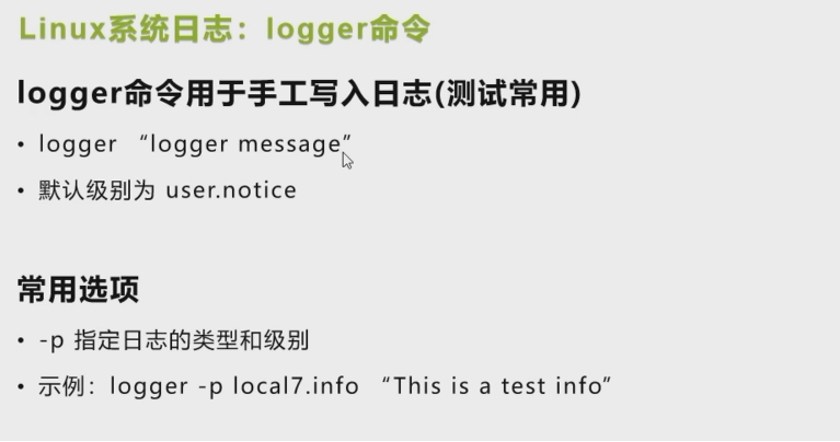 Linux系统日志：logger命令
logger命令用于手工写入日志(测试常用)
• logger “logger message”
• 默认级别为 user.notice
常用选项
• -p 指定日志的类型和级别
• 示例：logger -p local7.info “This is a test info”